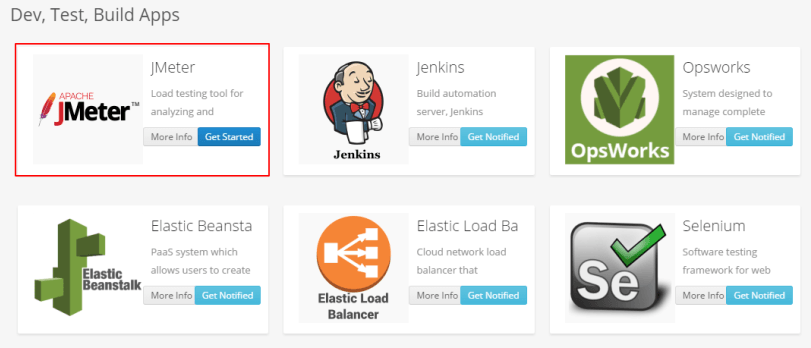 Dev, Test, Build Apps
APACHE
JMeter™
JMeter
Load testing tool for
analyzing and
More Info
Get Started
Jenkins
Jenkins
Build automation
server, Jenkins
More Info
Get Notified
OpsWorks
Opsworks
System designed to
manage complete
More Info
Get Notified
Elastic
Beanstalk
Elastic Beansta
PaaS system which
allows users to create
More Info
Get Notified
Elastic Load
Balancer
Elastic Load Ba
Cloud network load
balancer that
More Info
Get Notified
Se
Selenium
Software testing
framework for web
More Info
Get Notified